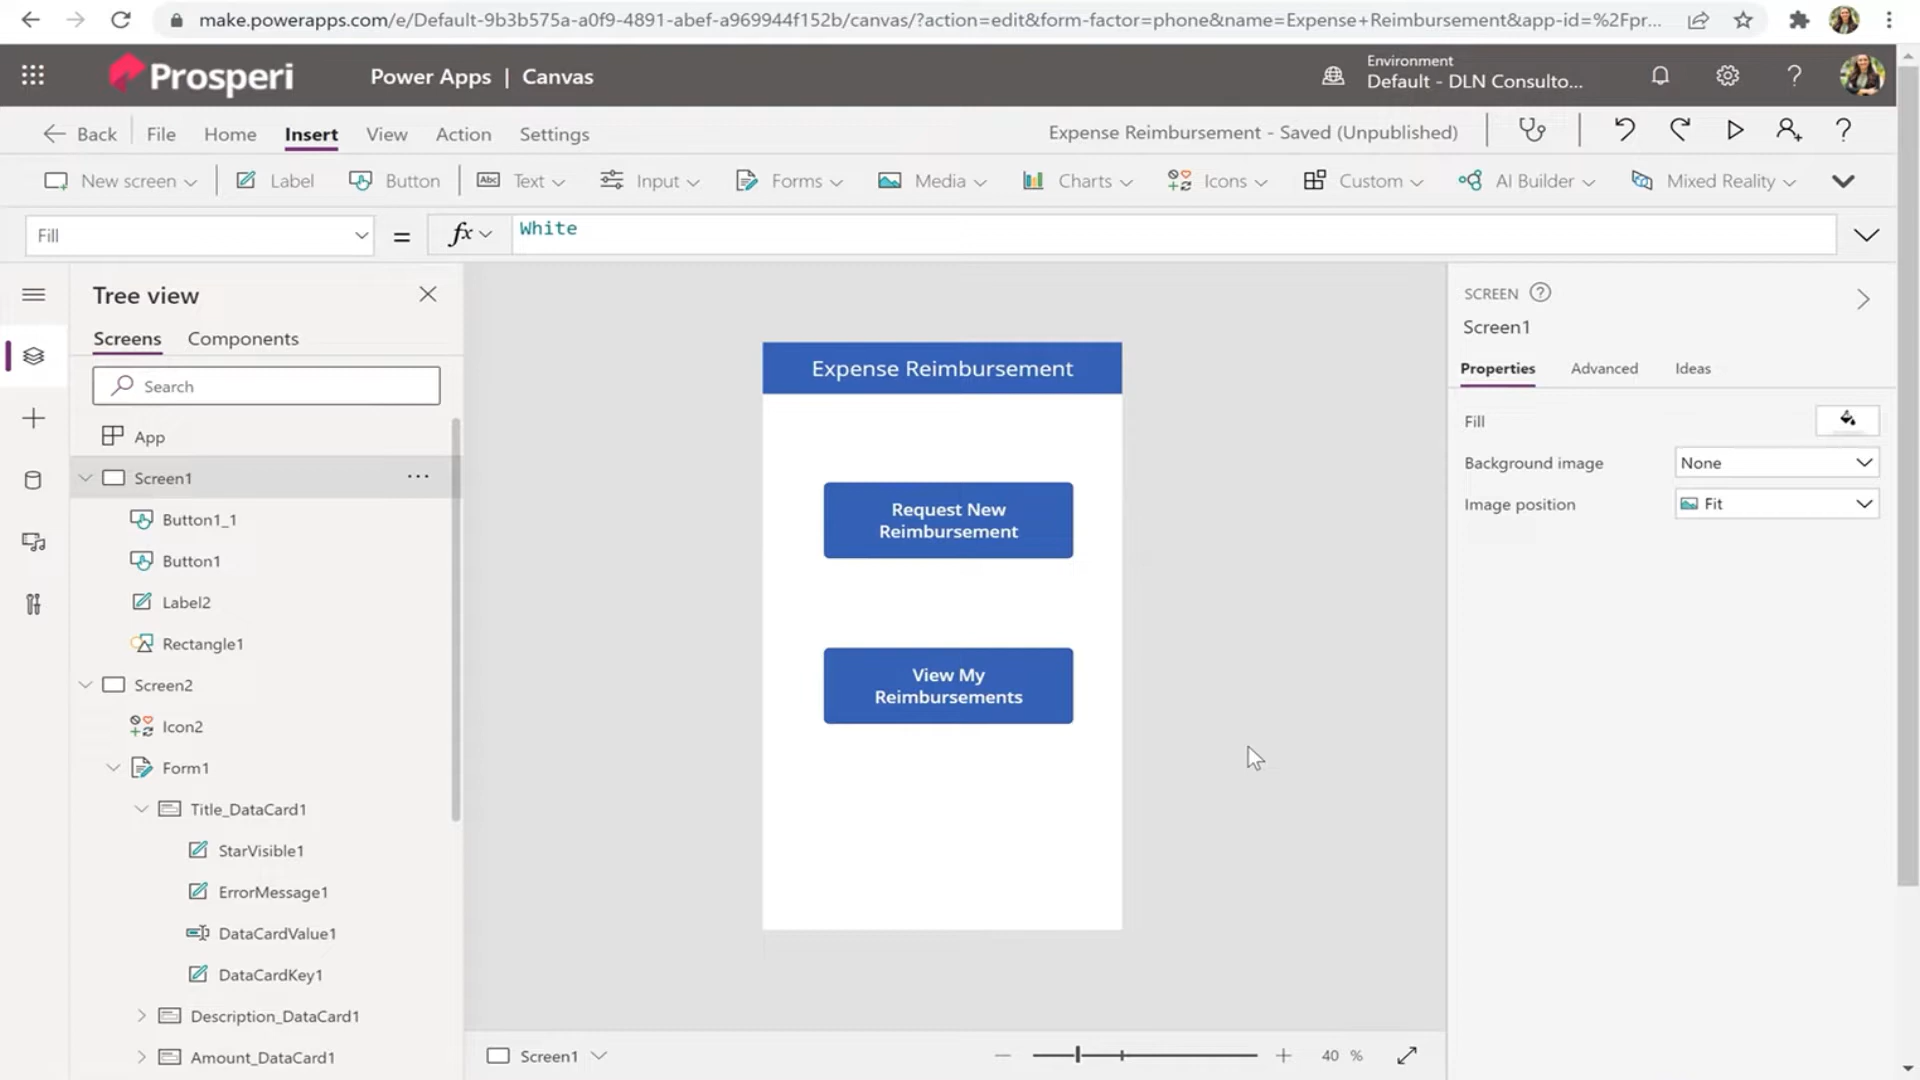 make.powerapps.com/e/Default-9b3b575a-a0f9-4891-abef-a969944f152b/canvas/?action=edit&form-factor=phone&name=Expense+Reimbursement&app-id=%2Fpr...
Prosperi
Power Apps | Canvas
Environment
Default - DLN Consulto...
?
Back
File
Home
Insert
View
Action
Settings
Expense Reimbursement - Saved (Unpublished)
?
New screen
Label
Button
Abc Text
Input
Forms
Media
Charts
Icons
Custom
AI Builder
Mixed Reality
Fill
=
fx
White
Tree view
Screens
Components
Search
App
Screen1
...
Button1_1
Button1
Label2
Rectangle1
Screen2
Icon2
Form1
Title_DataCard1
StarVisible1
ErrorMessage1
DataCardValue1
DataCardKey1
Description_DataCard1
Amount_DataCard1
Expense Reimbursement
Request New
Reimbursement
View My
Reimbursements
Screen1
40 %
SCREEN ?
Screen1
Properties
Advanced
Ideas
Fill
Background image
None
Image position
Fit